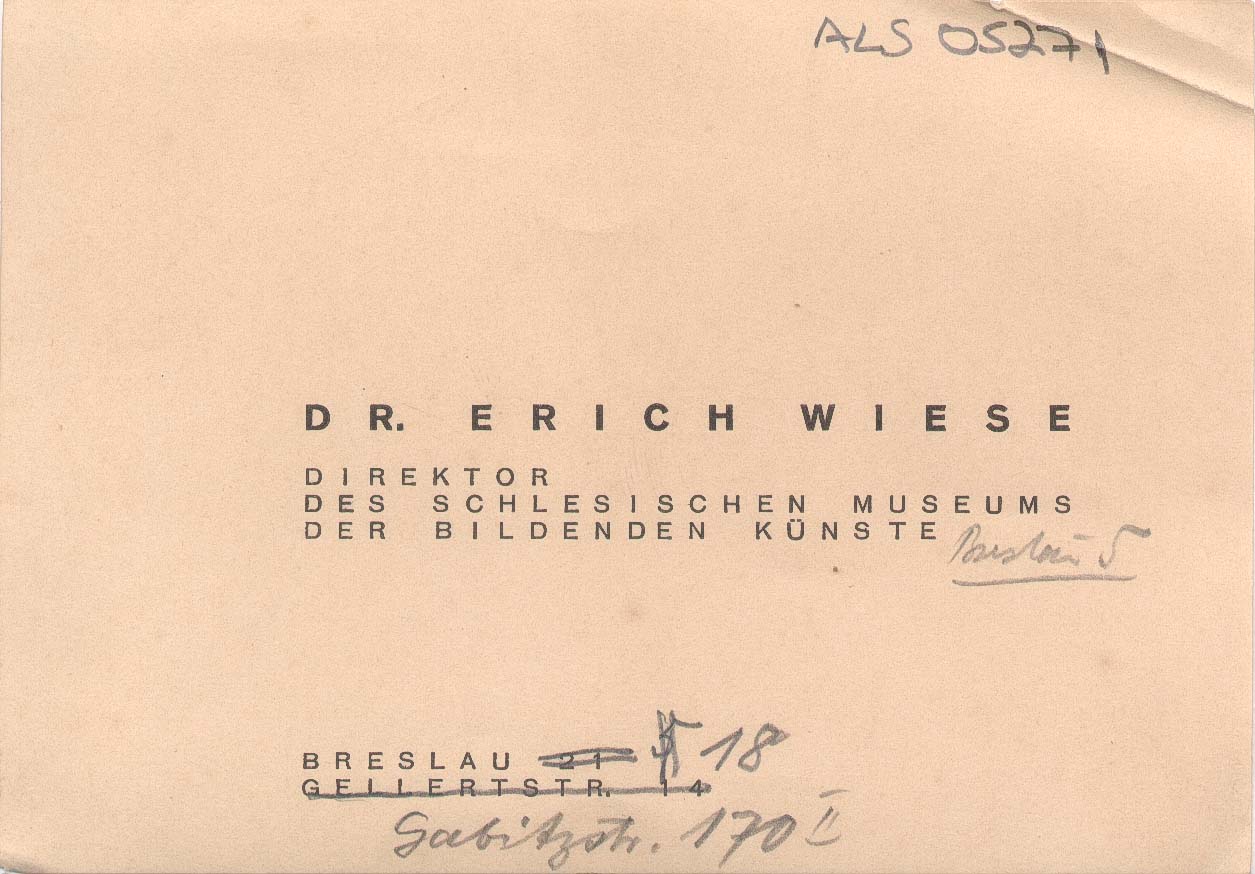 ALS 05271
DR. ERICH WIESE
DIREKTOR
DES SCHLESISCHEN MUSEUMS
DER BILDENDEN KÜNSTE
Breslau 5
BRESLAU 21 18
GELLERTSTR. 14
Gabitzstr. 170 II